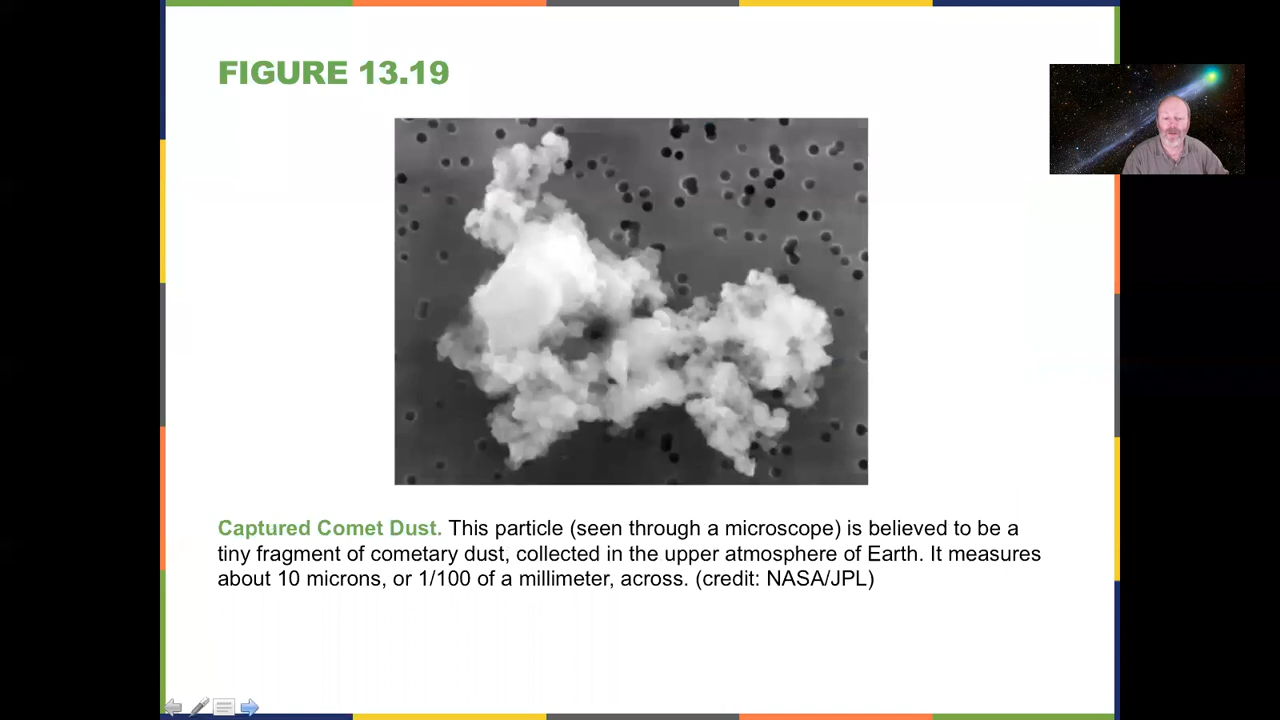 FIGURE 13.19
Captured Comet Dust. This particle (seen through a microscope) is believed to be a
tiny fragment of cometary dust, collected in the upper atmosphere of Earth. It measures
about 10 microns, or 1/100 of a millimeter, across. (credit: NASA/JPL)